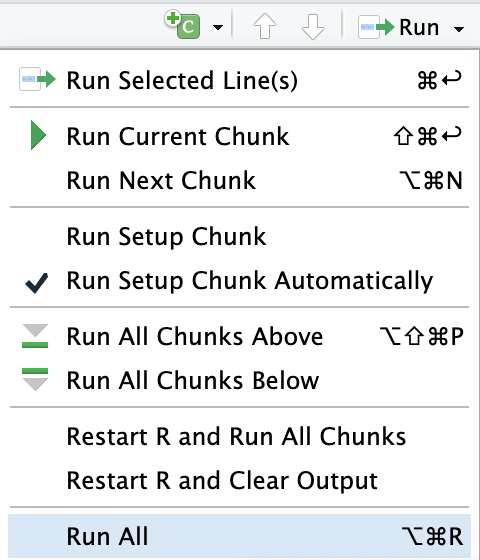 C Run
Run Selected Line(s) ⌘↩
Run Current Chunk ⇧⌘↩
Run Next Chunk ⌥⌘N
Run Setup Chunk
Run Setup Chunk Automatically
Run All Chunks Above ⌥⇧⌘P
Run All Chunks Below
Restart R and Run All Chunks
Restart R and Clear Output
Run All ⌥⌘R